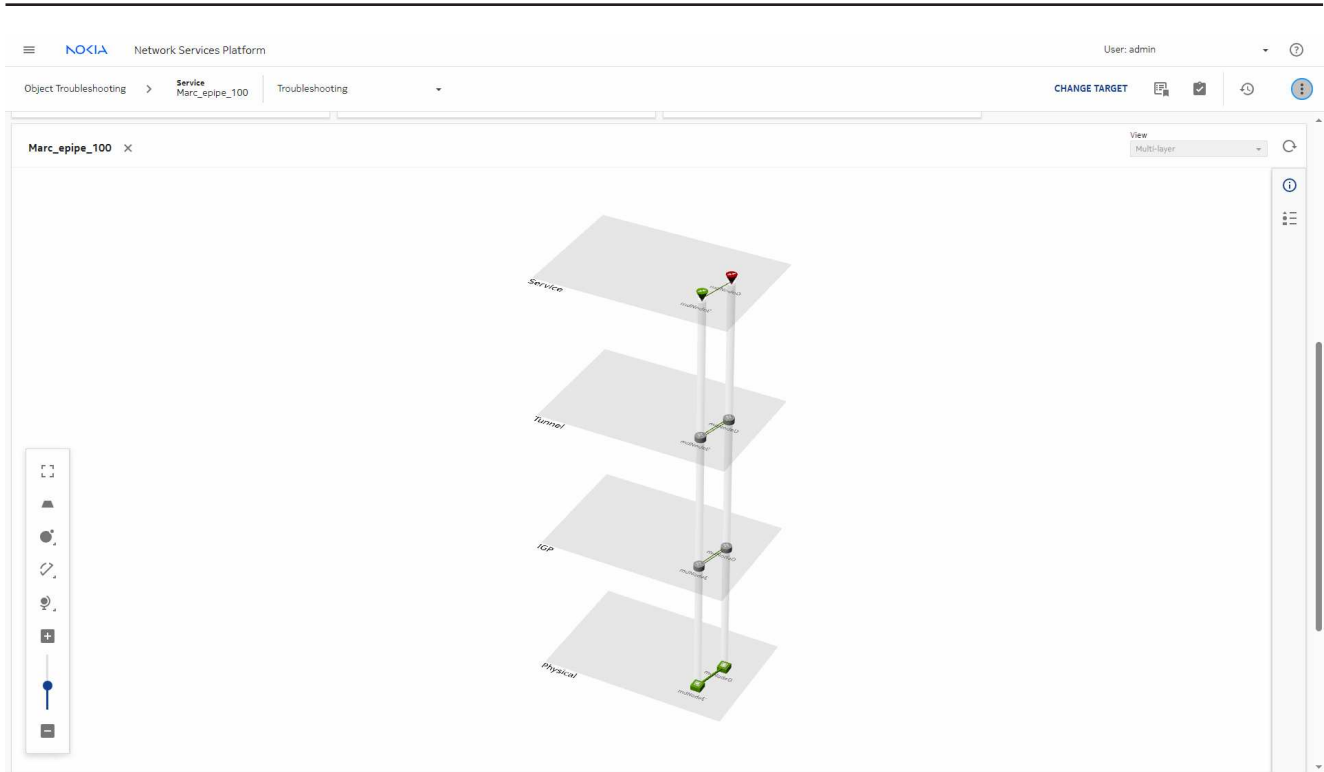 NOKIA Network Services Platform User: admin
Object Troubleshooting > Service Marc_epipe_100 Troubleshooting CHANGE TARGET
Marc_epipe_100 ×
View
Multi-layer
Service
Tunnel
IGP
Physical